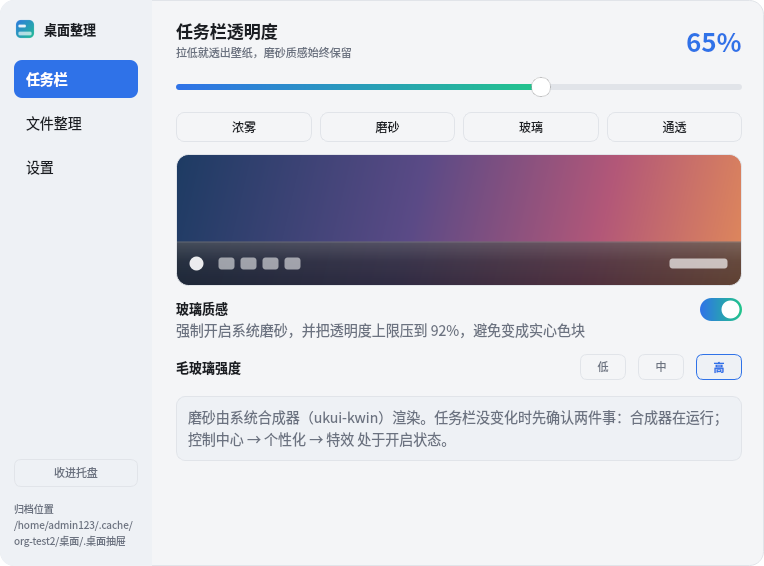 桌面整理
任务栏
文件整理
设置
收进托盘
归档位置
/home/admin123/.cache/
org-test2/桌面/.桌面抽屉
任务栏透明度
拉低就透出壁纸，磨砂质感始终保留
65%
浓雾
磨砂
玻璃
通透
玻璃质感
强制开启系统磨砂，并把透明度上限压到 92%，避免变成实心色块
毛玻璃强度
低
中
高
磨砂由系统合成器（ukui-kwin）渲染。任务栏没变化时先确认两件事：合成器在运行；
控制中心 → 个性化 → 特效 处于开启状态。